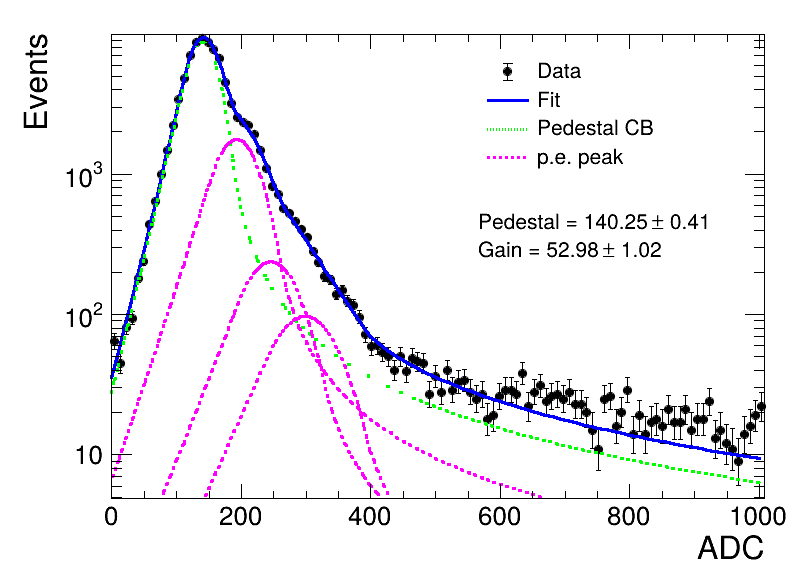 Events
Data
Fit
Pedestal CB
p.e. peak
Pedestal = 140.25 ± 0.41
Gain = 52.98 ± 1.02
10³
10²
10
0 200 400 600 800 1000
ADC